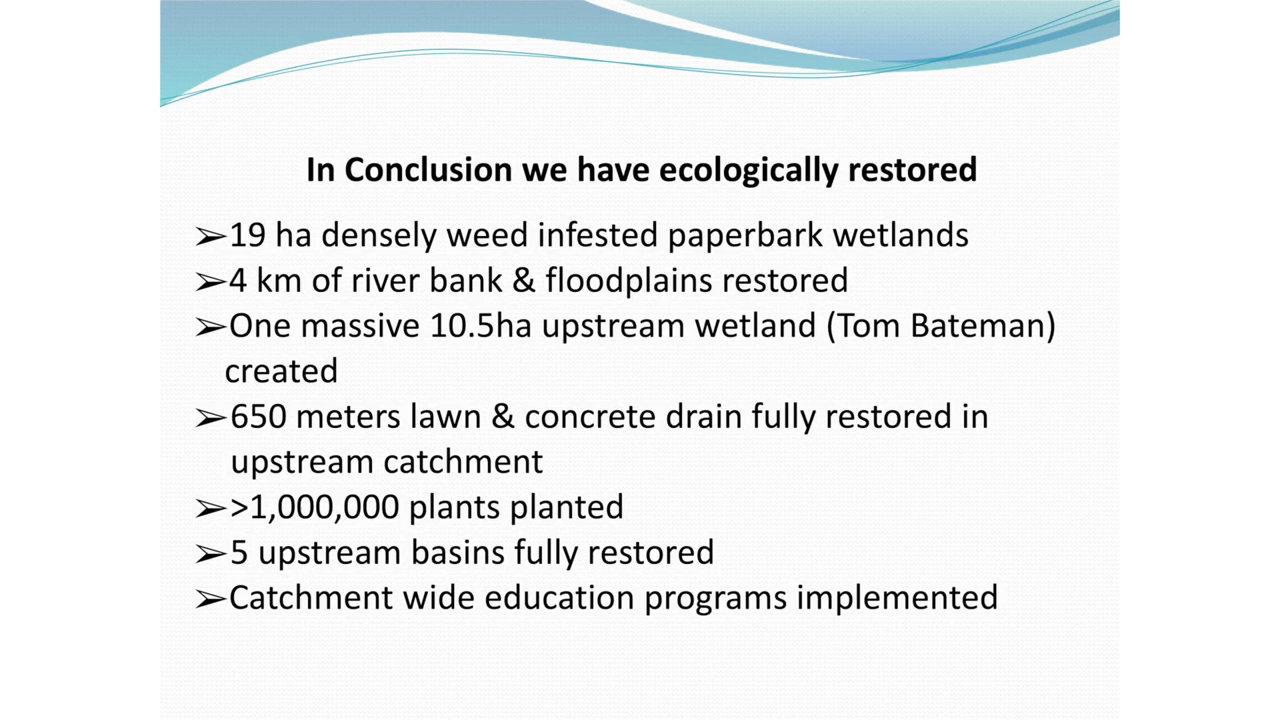 In Conclusion we have ecologically restored
➢19 ha densely weed infested paperbark wetlands
➢4 km of river bank & floodplains restored
➢One massive 10.5ha upstream wetland (Tom Bateman)
created
➢650 meters lawn & concrete drain fully restored in
upstream catchment
➢>1,000,000 plants planted
➢5 upstream basins fully restored
➢Catchment wide education programs implemented